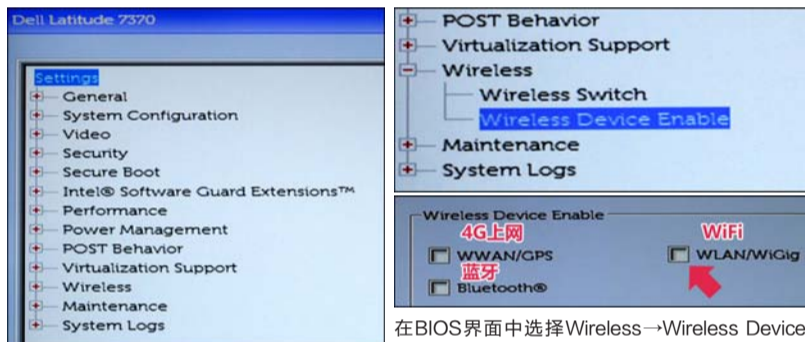 Dell Latitude 7370
Settings
General
System Configuration
Video
Security
Secure Boot
Intel® Software Guard Extensions™
Performance
Power Management
POST Behavior
Virtualization Support
Wireless
Maintenance
System Logs
POST Behavior
Virtualization Support
Wireless
Wireless Switch
Wireless Device Enable
Maintenance
System Logs
Wireless Device Enable
4G上网
WiFi
WWAN/GPS
WLAN/WiGig
蓝牙
Bluetooth®
在BIOS界面中选择Wireless→Wireless Device